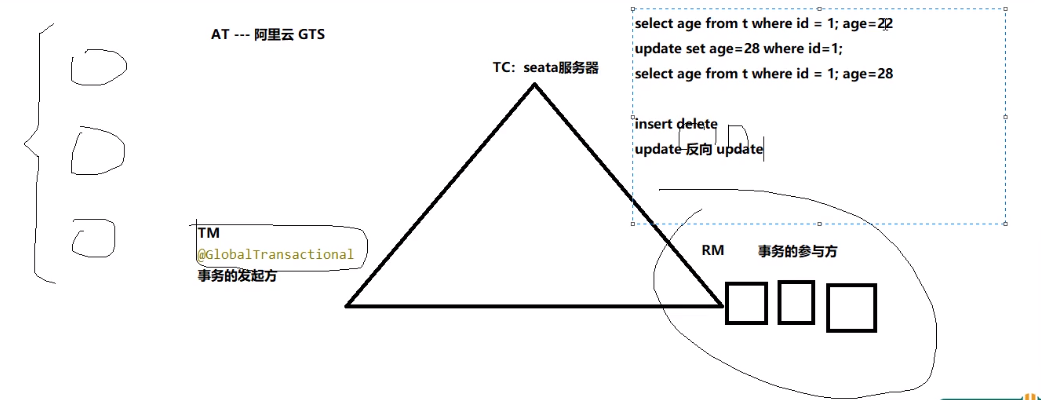 AT --- 阿里云 GTS
select age from t where id = 1; age=22
update set age=28 where id=1;
select age from t where id = 1; age=28
insert delete
update 反向 update
TC：seata服务器
TM
@GlobalTransactional
事务的发起方
RM 事务的参与方